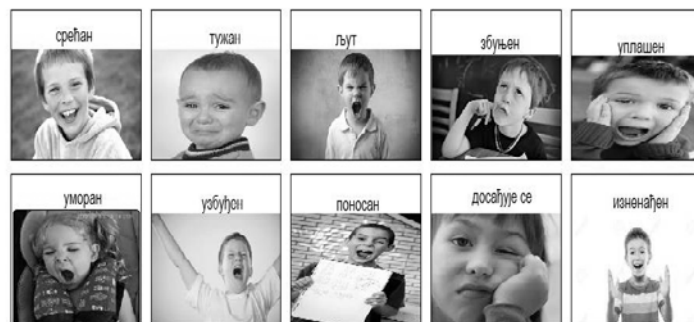 срећан
тужан
љут
збуњен
уплашен
уморан
узбуђен
поносан
досађује се
изненађен